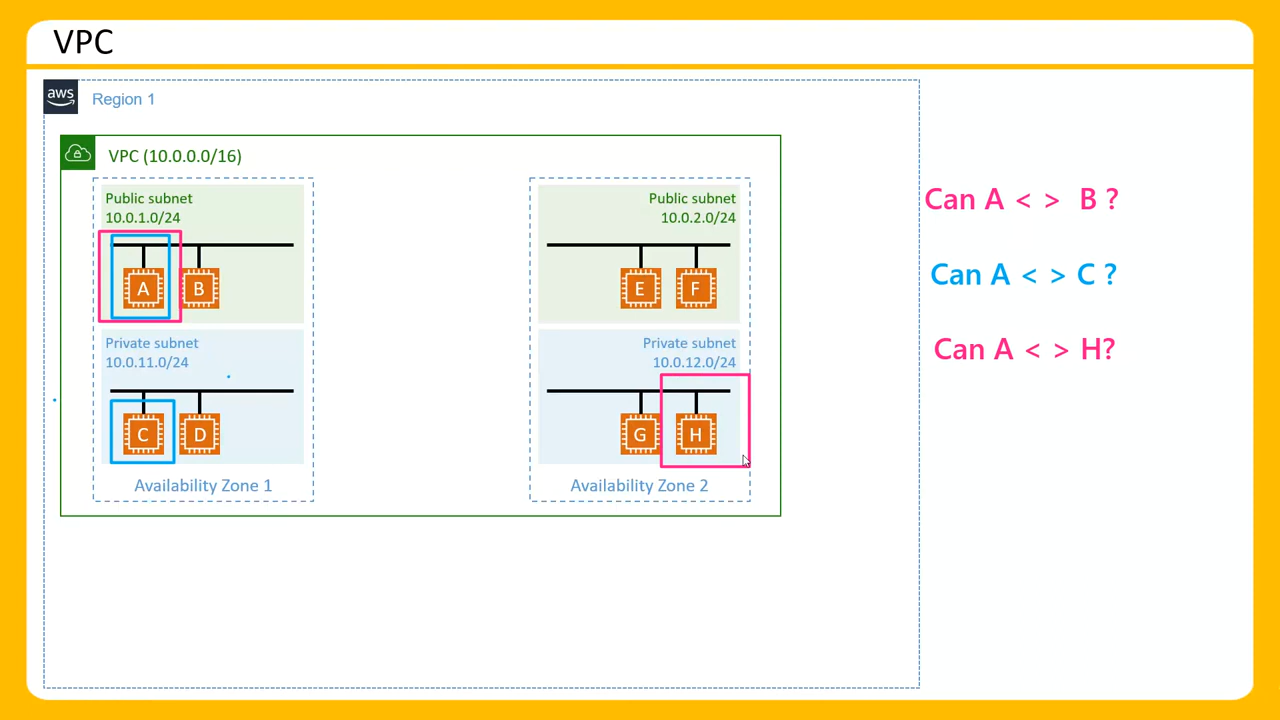 VPC
aws
Region 1
VPC (10.0.0.0/16)
Public subnet
10.0.1.0/24
A
B
Private subnet
10.0.11.0/24
C
D
Availability Zone 1
Public subnet
10.0.2.0/24
E
F
Private subnet
10.0.12.0/24
G
H
Availability Zone 2
Can A < > B ?
Can A < > C ?
Can A < > H?